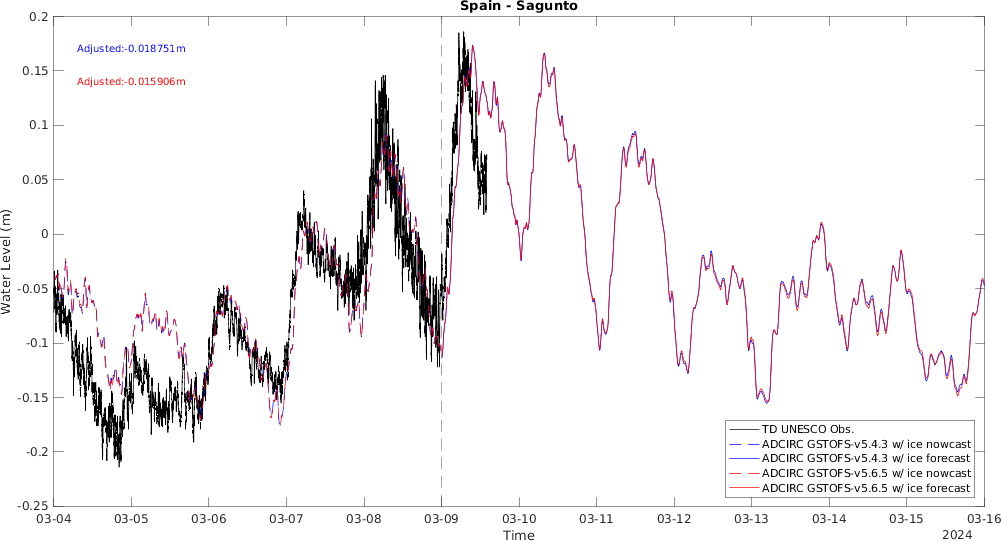 Spain - Sagunto
Adjusted:-0.018751m
Adjusted:-0.015906m
Water Level (m)
0.2
0.15
0.1
0.05
0
-0.05
-0.1
-0.15
-0.2
-0.25
TD UNESCO Obs.
ADCIRC GSTOFS-v5.4.3 w/ ice nowcast
ADCIRC GSTOFS-v5.4.3 w/ ice forecast
ADCIRC GSTOFS-v5.6.5 w/ ice nowcast
ADCIRC GSTOFS-v5.6.5 w/ ice forecast
03-04 03-05 03-06 03-07 03-08 03-09 03-10 03-11 03-12 03-13 03-14 03-15 03-16
Time
2024